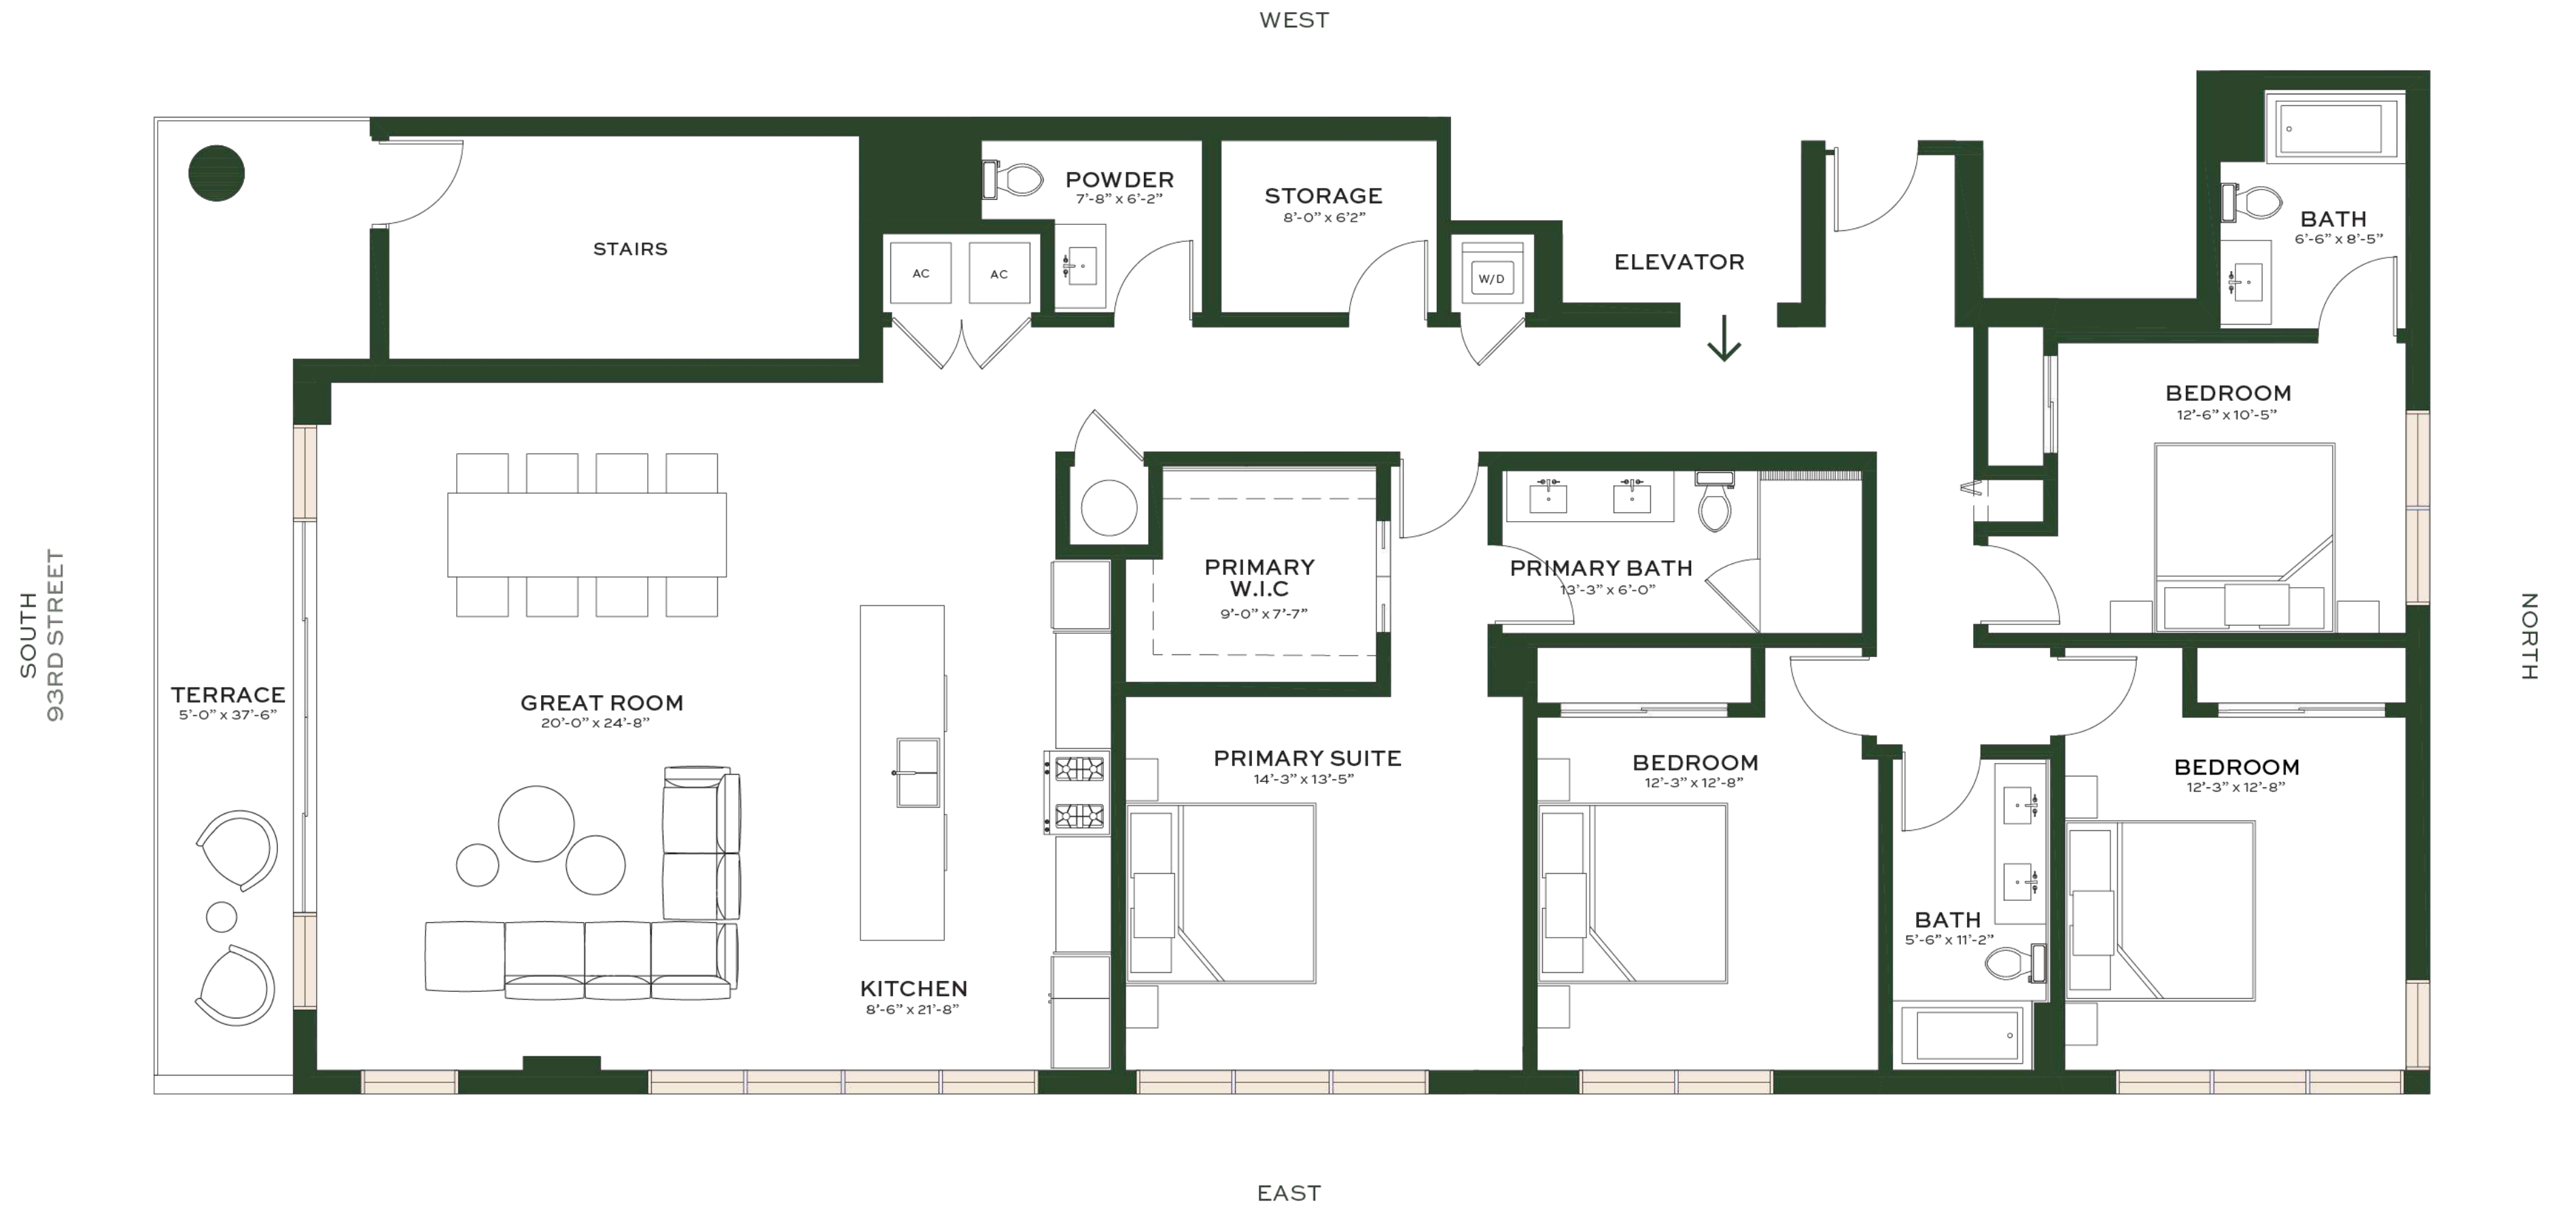 WEST
POWDER
7'-8" x 6'-2"
STORAGE
8'-0" x 6'2"
STAIRS
AC
AC
W/D
ELEVATOR
BATH
6'-6" x 8'-5"
BEDROOM
12'-6" x 10'-5"
SOUTH
93RD STREET
NORTH
PRIMARY
W.I.C
9'-0" x 7'-7"
PRIMARY BATH
13'-3" x 6'-0"
TERRACE
5'-0" x 37'-6"
GREAT ROOM
20'-0" x 24'-8"
PRIMARY SUITE
14'-3" x 13'-5"
BEDROOM
12'-3" x 12'-8"
BEDROOM
12'-3" x 12'-8"
BATH
5'-6" x 11'-2"
KITCHEN
8'-6" x 21'-8"
EAST